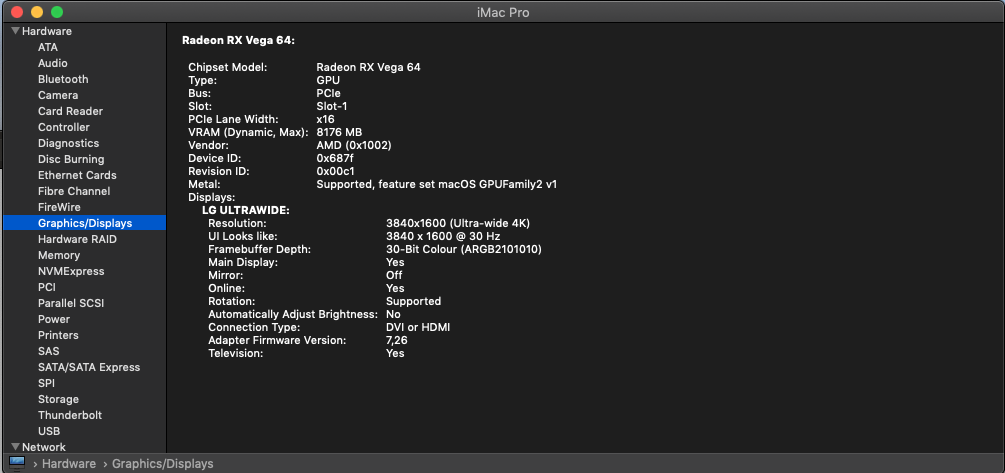 iMac Pro
Hardware
ATA
Audio
Bluetooth
Camera
Card Reader
Controller
Diagnostics
Disc Burning
Ethernet Cards
Fibre Channel
FireWire
Graphics/Displays
Hardware RAID
Memory
NVMExpress
PCI
Parallel SCSI
Power
Printers
SAS
SATA/SATA Express
SPI
Storage
Thunderbolt
USB
Network
Radeon RX Vega 64:
Chipset Model: Radeon RX Vega 64
Type: GPU
Bus: PCIe
Slot: Slot-1
PCIe Lane Width: x16
VRAM (Dynamic, Max): 8176 MB
Vendor: AMD (0x1002)
Device ID: 0x687f
Revision ID: 0x00c1
Metal: Supported, feature set macOS GPUFamily2 v1
Displays:
LG ULTRAWIDE:
Resolution: 3840x1600 (Ultra-wide 4K)
UI Looks like: 3840 x 1600 @ 30 Hz
Framebuffer Depth: 30-Bit Colour (ARGB2101010)
Main Display: Yes
Mirror: Off
Online: Yes
Rotation: Supported
Automatically Adjust Brightness: No
Connection Type: DVI or HDMI
Adapter Firmware Version: 7,26
Television: Yes
› Hardware › Graphics/Displays